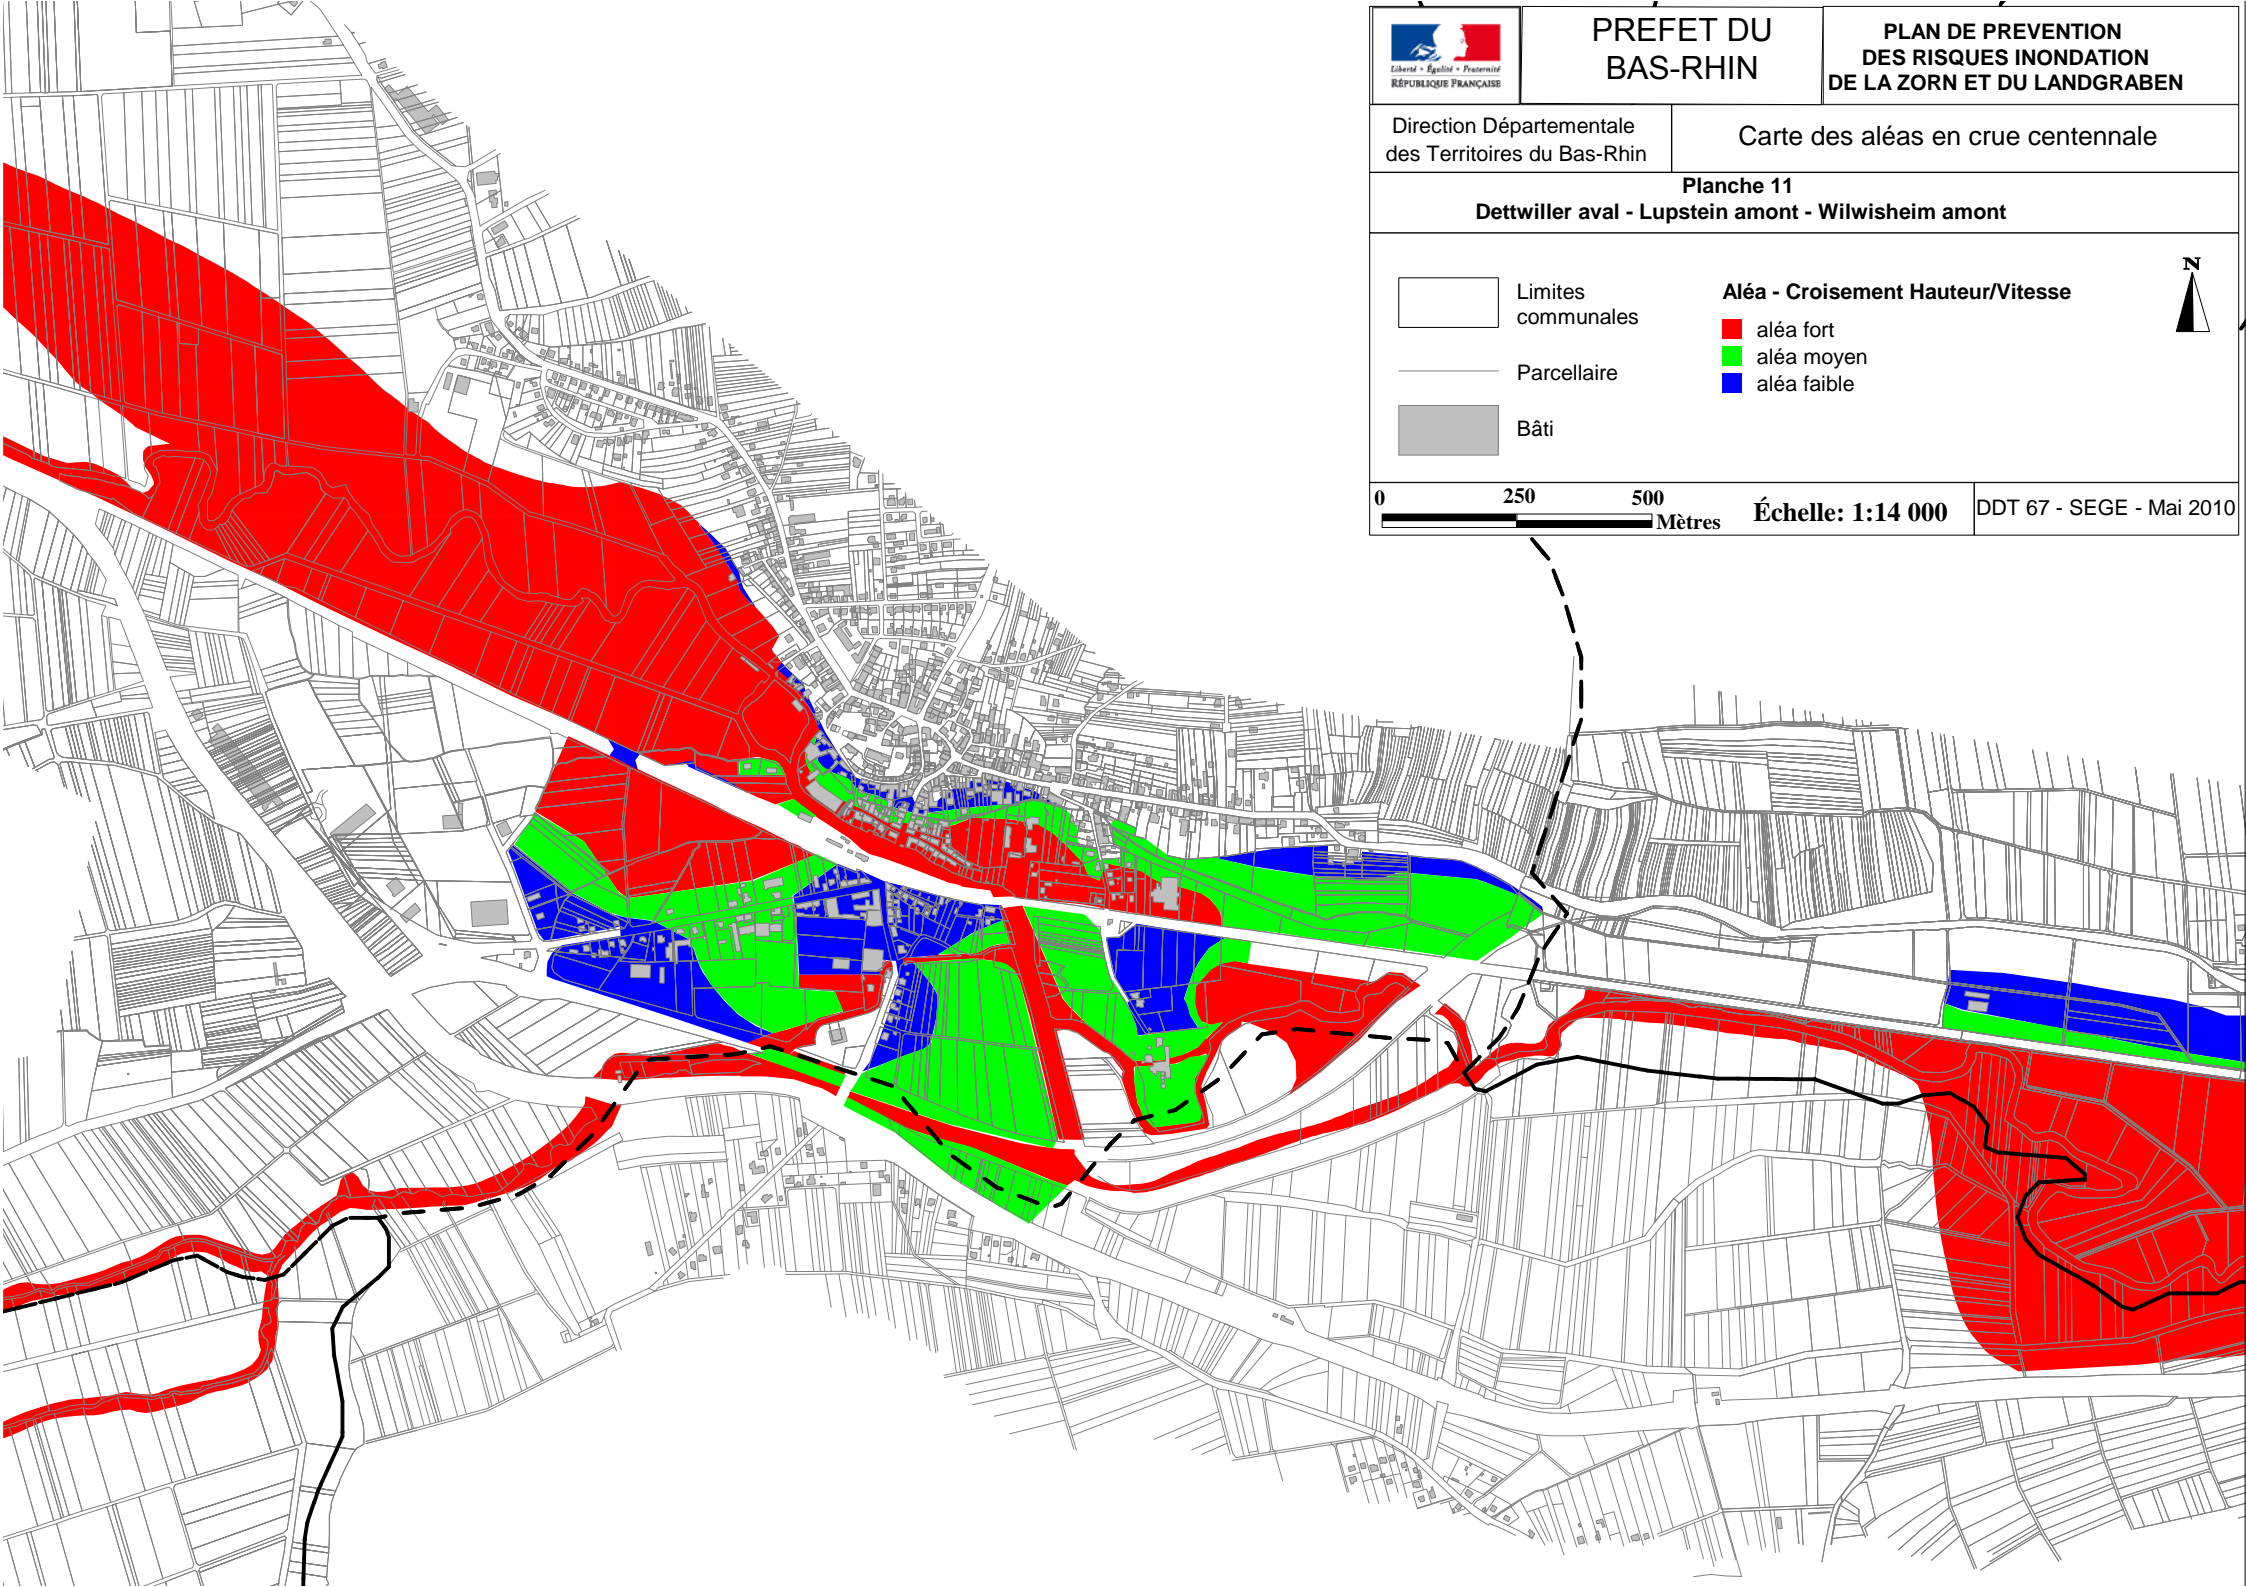 Liberté • Égalité • Fraternité
RÉPUBLIQUE FRANÇAISE
PREFET DU
BAS-RHIN
PLAN DE PREVENTION
DES RISQUES INONDATION
DE LA ZORN ET DU LANDGRABEN
Direction Départementale
des Territoires du Bas-Rhin
Carte des aléas en crue centennale
Planche 11
Dettwiller aval - Lupstein amont - Wilwisheim amont
Limites
communales
Parcellaire
Bâti
Aléa - Croisement Hauteur/Vitesse
aléa fort
aléa moyen
aléa faible
N
0 250 500
Mètres
Échelle: 1:14 000
DDT 67 - SEGE - Mai 2010